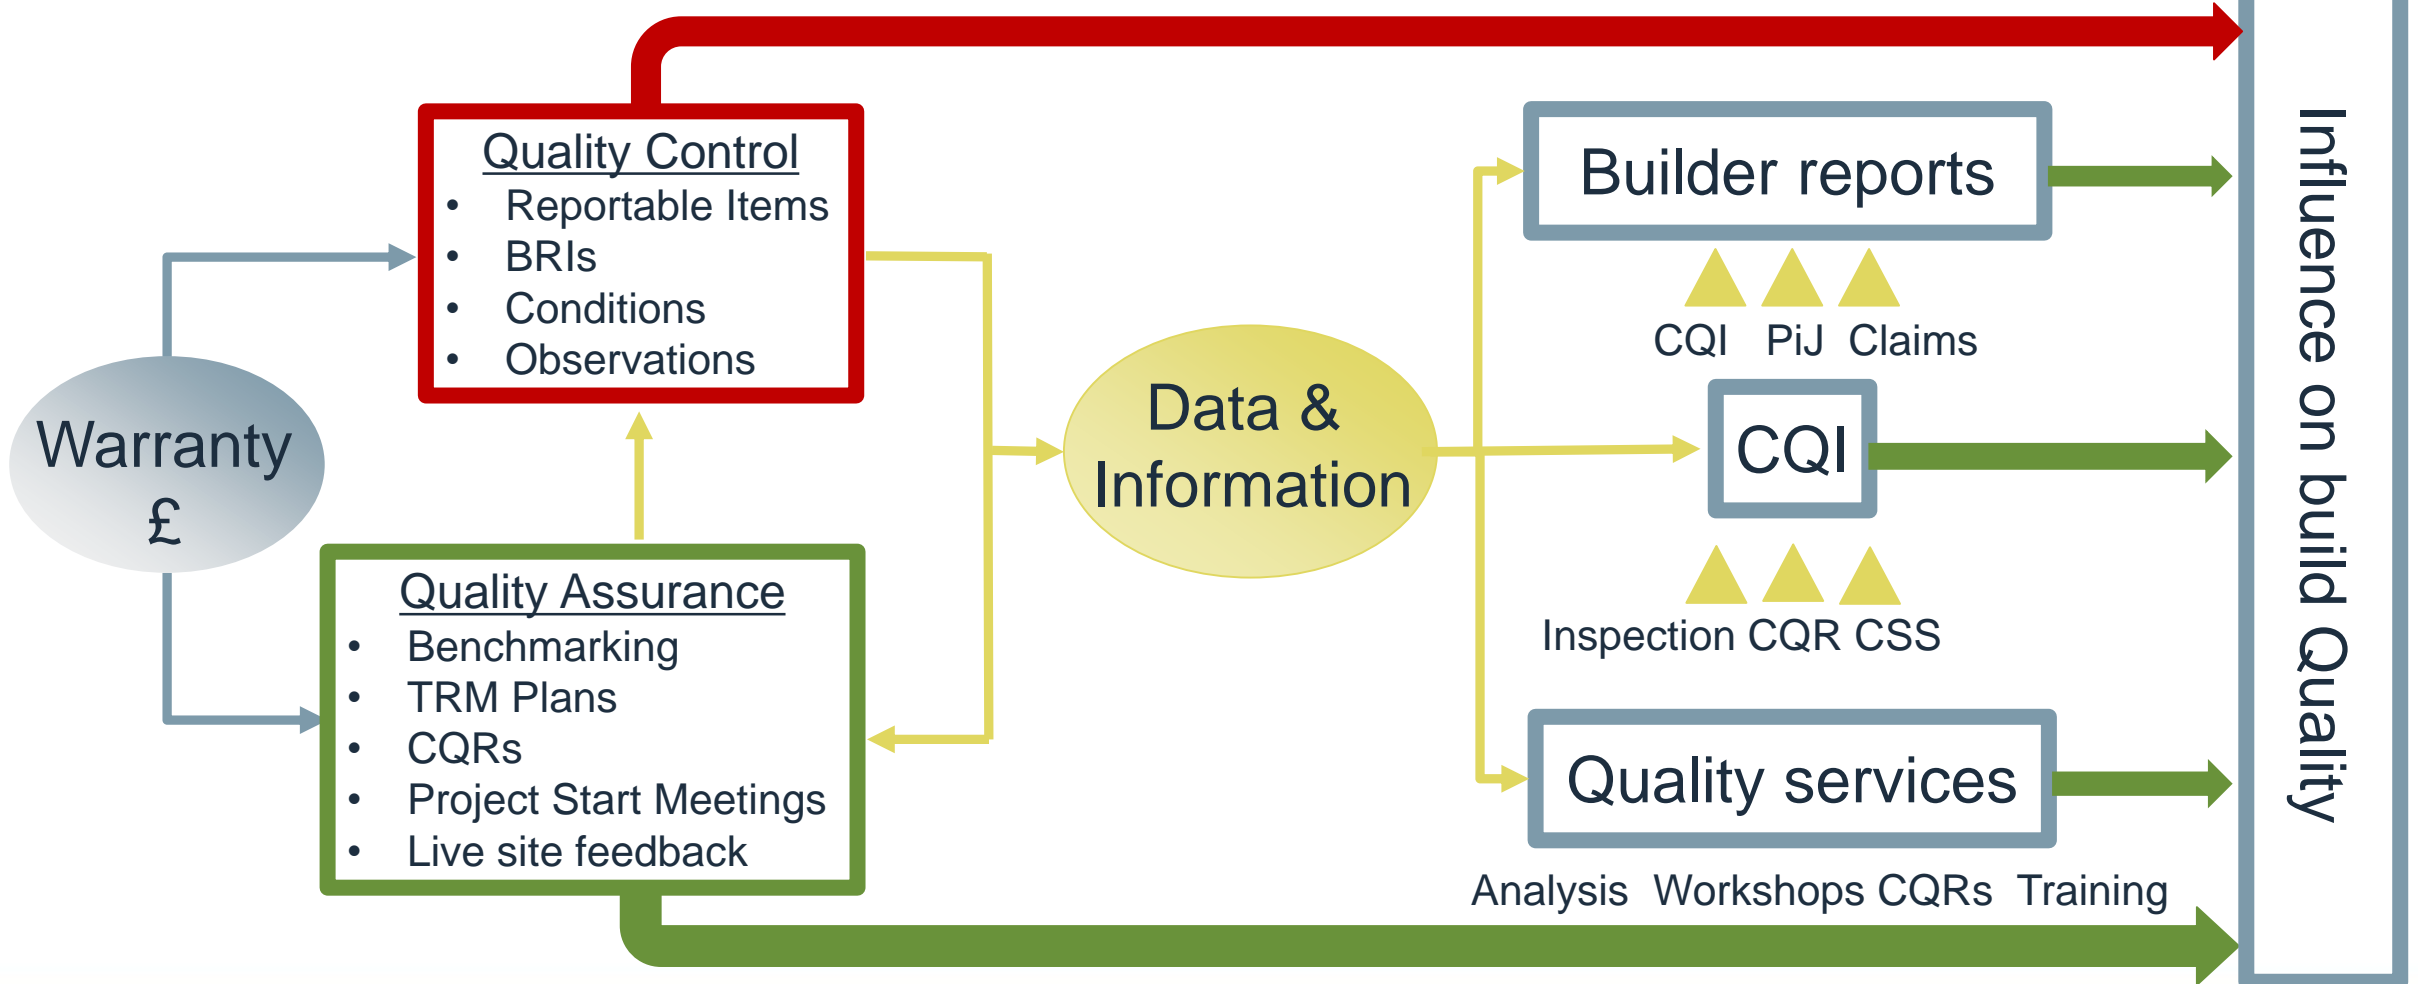 Warranty
£
Quality Control
• Reportable Items
• BRIs
• Conditions
• Observations
Quality Assurance
• Benchmarking
• TRM Plans
• CQRs
• Project Start Meetings
• Live site feedback
Data &
Information
Builder reports
CQI PiJ Claims
CQI
Inspection CQR CSS
Quality services
Analysis Workshops CQRs Training
Influence on build Quality